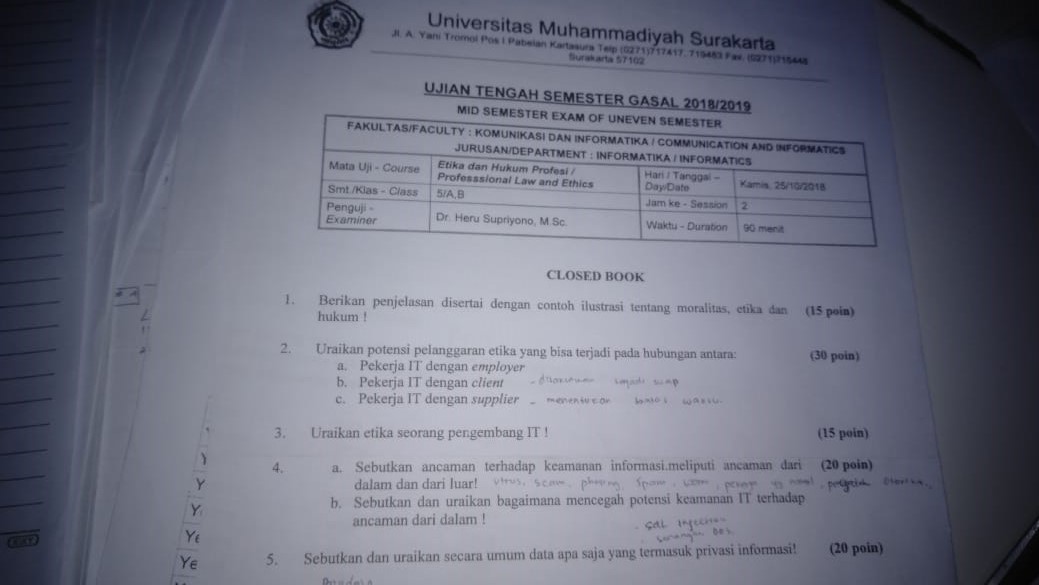 Universitas Muhammadiyah Surakarta
Jl. A. Yani Tromol Pos I Pabelan Kartasura Telp (0271)717417, 719483 Fax. (0271)715448
Surakarta 57102
UJIAN TENGAH SEMESTER GASAL 2018/2019
MID SEMESTER EXAM OF UNEVEN SEMESTER
FAKULTAS/FACULTY : KOMUNIKASI DAN INFORMATIKA / COMMUNICATION AND INFORMATICS
JURUSAN/DEPARTMENT : INFORMATIKA / INFORMATICS
Mata Uji - Course Etika dan Hukum Profesi / Professsional Law and Ethics Hari / Tanggal – Day/Date Kamis, 25/10/2018
Smt./Klas - Class 5/A,B Jam ke - Session 2
Penguji - Examiner Dr. Heru Supriyono, M.Sc. Waktu - Duration 90 menit
CLOSED BOOK
1. Berikan penjelasan disertai dengan contoh ilustrasi tentang moralitas, etika dan (15 poin)
hukum !
2. Uraikan potensi pelanggaran etika yang bisa terjadi pada hubungan antara: (30 poin)
a. Pekerja IT dengan employer
b. Pekerja IT dengan client
c. Pekerja IT dengan supplier - menentukan batas waktu.
3. Uraikan etika seorang pengembang IT ! (15 poin)
4. a. Sebutkan ancaman terhadap keamanan informasi.meliputi ancaman dari (20 poin)
dalam dan dari luar! virus, scam, phising, spam
b. Sebutkan dan uraikan bagaimana mencegah potensi keamanan IT terhadap
ancaman dari dalam !
- SQL Injection
serangan
5. Sebutkan dan uraikan secara umum data apa saja yang termasuk privasi informasi! (20 poin)
Y
Y
Ye
Ye